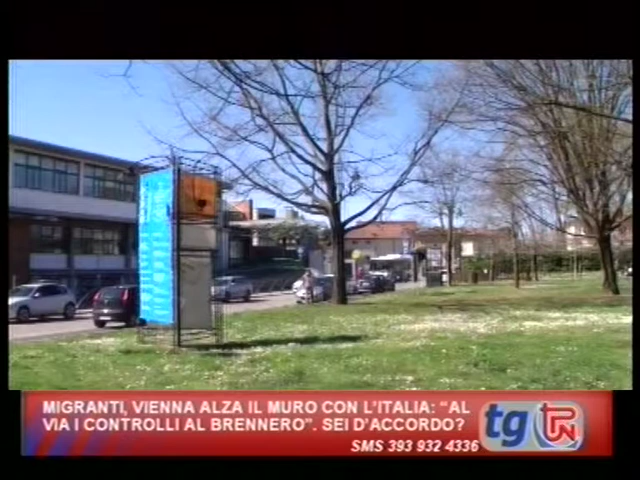 MIGRANTI, VIENNA ALZA IL MURO CON L'ITALIA: "AL
VIA I CONTROLLI AL BRENNERO". SEI D'ACCORDO?
SMS 393 932 4336
tg TPN